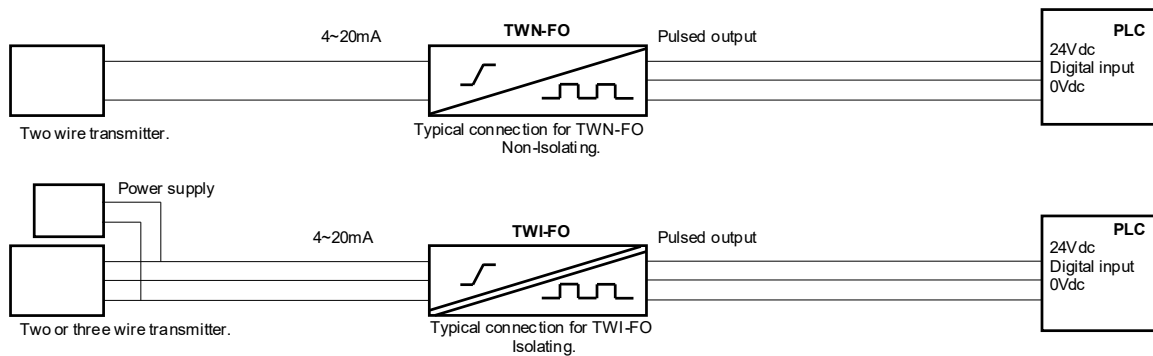 4~20mA
TWN-FO
Pulsed output
PLC
24Vdc
Digital input
0Vdc
Two wire transmitter.
Typical connection for TWN-FO
Non-Isolating.
Power supply
4~20mA
TWI-FO
Pulsed output
PLC
24Vdc
Digital input
0Vdc
Two or three wire transmitter.
Typical connection for TWI-FO
Isolating.